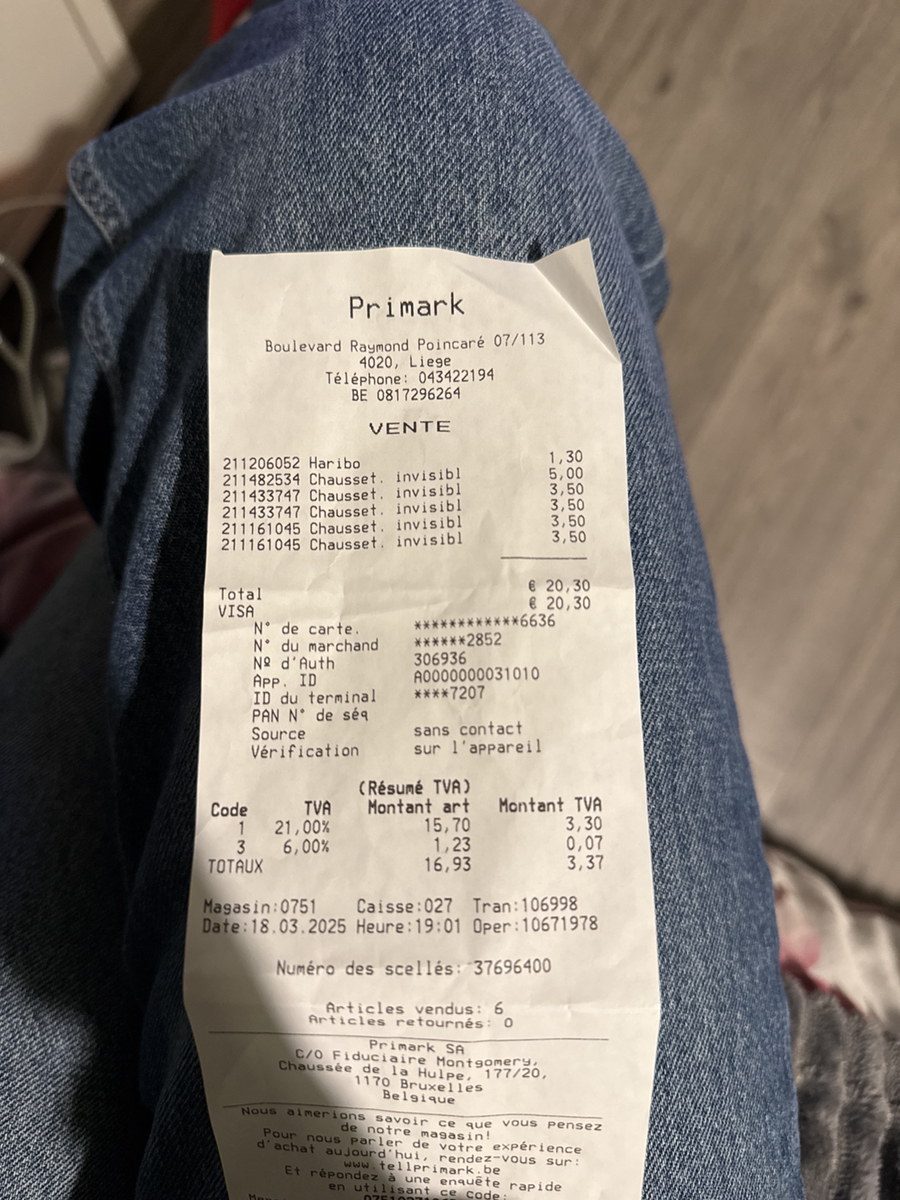 Primark
Boulevard Raymond Poincaré 07/113
4020, Liege
Téléphone: 043422194
BE 0817296264
VENTE
211206052 Haribo 1,30
211482534 Chausset. invisibl 5,00
211433747 Chausset. invisibl 3,50
211433747 Chausset. invisibl 3,50
211161045 Chausset. invisibl 3,50
211161045 Chausset. invisibl 3,50
Total € 20,30
VISA € 20,30
N° de carte. ************6636
N° du marchand ******2852
Nº d'Auth 306936
App. ID A0000000031010
ID du terminal ****7207
PAN N° de séq
Source sans contact
Vérification sur l'appareil
(Résumé TVA)
Code TVA Montant art Montant TVA
1 21,00% 15,70 3,30
3 6,00% 1,23 0,07
TOTAUX 16,93 3,37
Magasin:0751 Caisse:027 Tran:106998
Date:18.03.2025 Heure:19:01 Oper:10671978
Numéro des scellés: 37696400
Articles vendus: 6
Articles retournés: 0
Primark SA
C/O Fiduciaire Montgomery,
Chaussée de la Hulpe, 177/20,
1170 Bruxelles
Belgique
Nous aimerions savoir ce que vous pensez
de notre magasin!
Pour nous parler de votre expérience
d'achat aujourd'hui, rendez-vous sur:
www.tellprimark.be
Et répondez à une enquête rapide
en utilisant ce code: